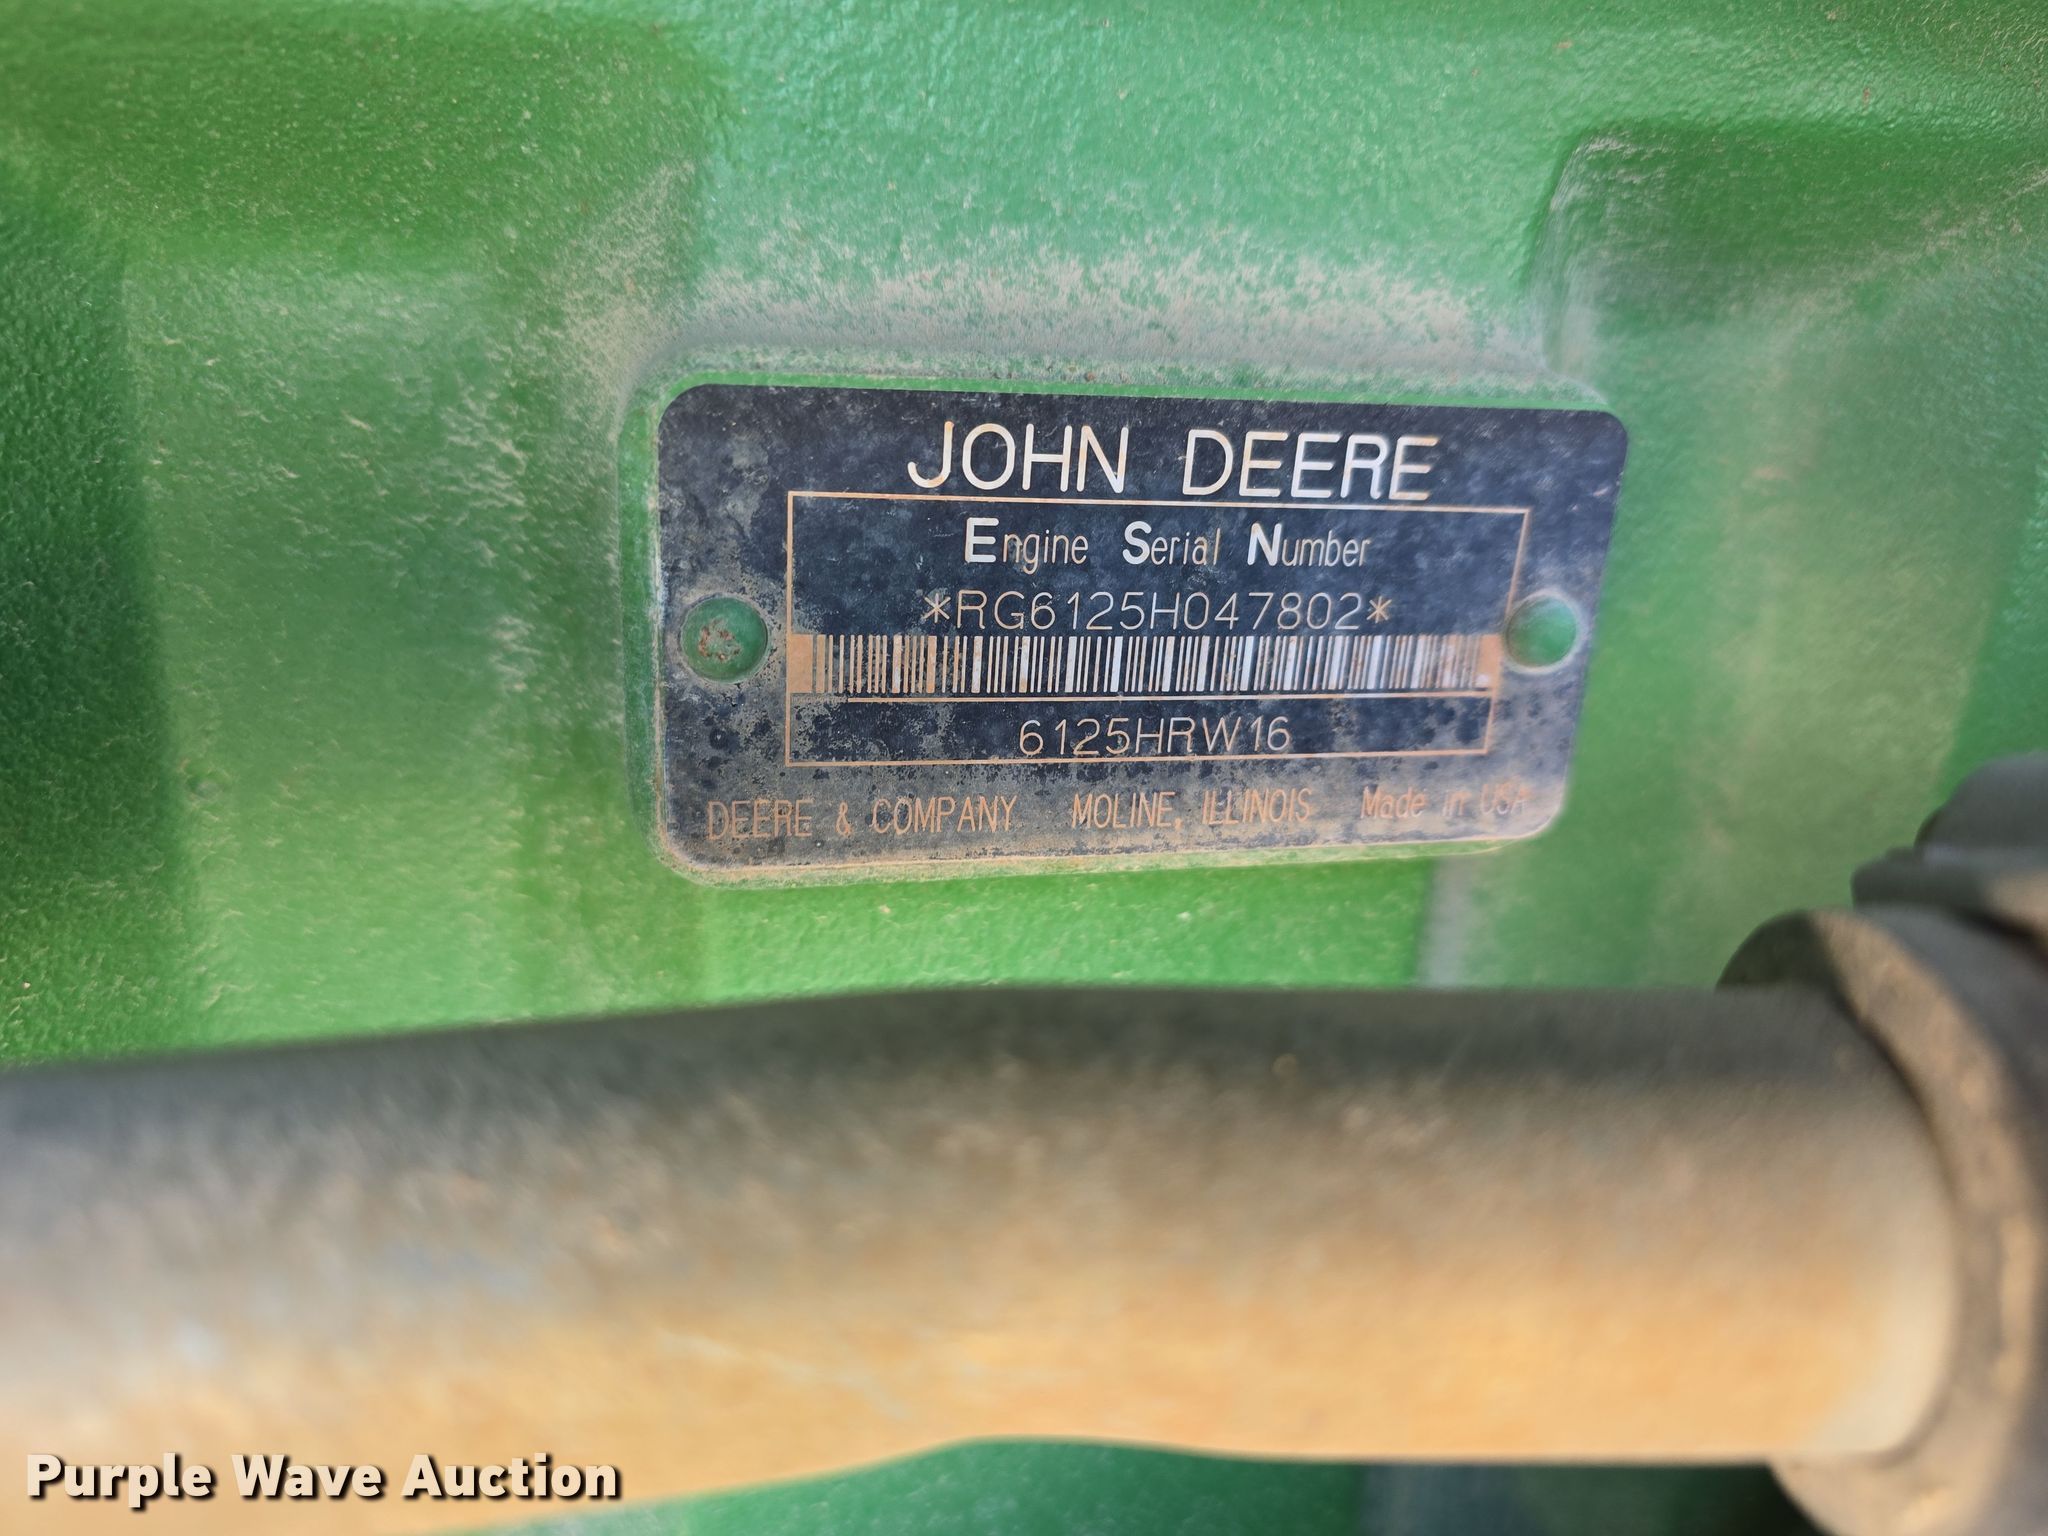 JOHN DEERE
Engine Serial Number
*RG6125H047802*
6125HRW16
DEERE & COMPANY MOLINE, ILLINOIS Made in USA
Purple Wave Auction